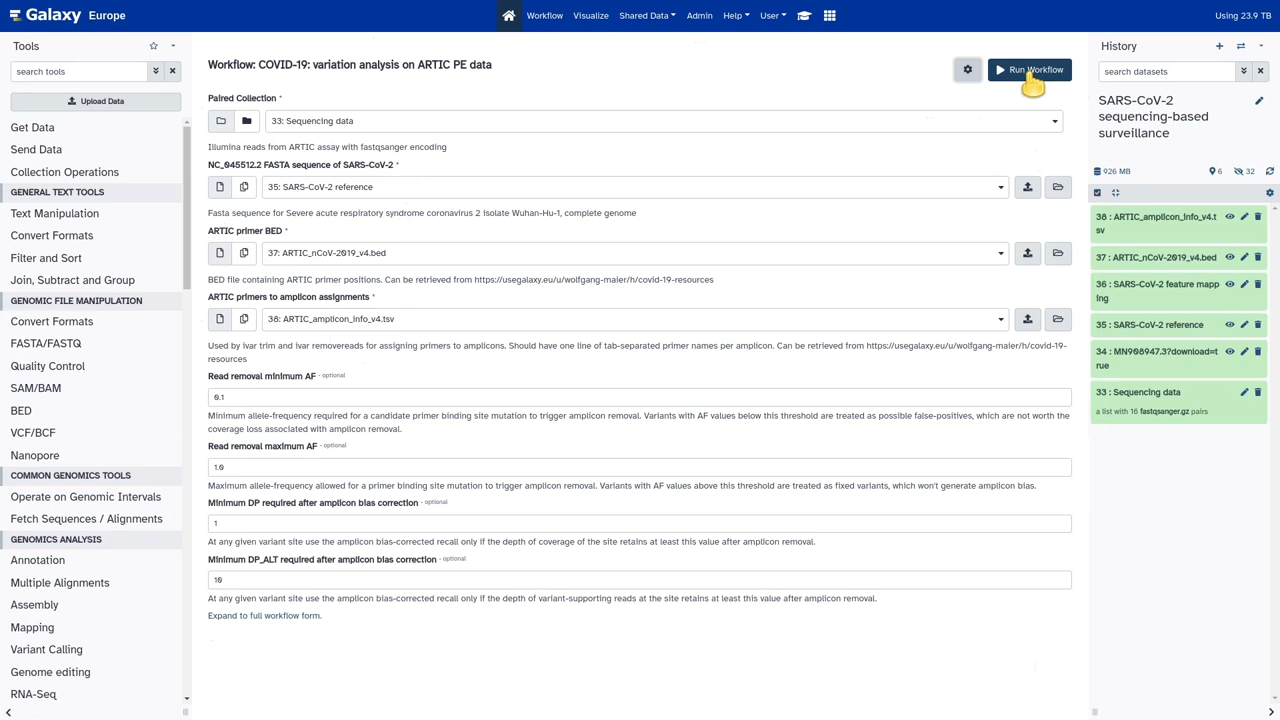 Galaxy Europe
Workflow Visualize Shared Data Admin Help User
Using 23.9 TB
Tools
search tools
Upload Data
Get Data
Send Data
Collection Operations
GENERAL TEXT TOOLS
Text Manipulation
Convert Formats
Filter and Sort
Join, Subtract and Group
GENOMIC FILE MANIPULATION
Convert Formats
FASTA/FASTQ
Quality Control
SAM/BAM
BED
VCF/BCF
Nanopore
COMMON GENOMICS TOOLS
Operate on Genomic Intervals
Fetch Sequences / Alignments
GENOMICS ANALYSIS
Annotation
Multiple Alignments
Assembly
Mapping
Variant Calling
Genome editing
RNA-Seq
Workflow: COVID-19: variation analysis on ARTIC PE data
Run Workflow
Paired Collection *
33: Sequencing data
Illumina reads from ARTIC assay with fastqsanger encoding
NC_045512.2 FASTA sequence of SARS-CoV-2 *
35: SARS-CoV-2 reference
Fasta sequence for Severe acute respiratory syndrome coronavirus 2 isolate Wuhan-Hu-1, complete genome
ARTIC primer BED *
37: ARTIC_nCoV-2019_v4.bed
BED file containing ARTIC primer positions. Can be retrieved from https://usegalaxy.eu/u/wolfgang-maier/h/covid-19-resources
ARTIC primers to amplicon assignments *
38: ARTIC_amplicon_info_v4.tsv
Used by ivar trim and ivar removereads for assigning primers to amplicons. Should have one line of tab-separated primer names per amplicon. Can be retrieved from https://usegalaxy.eu/u/wolfgang-maier/h/covid-19-
resources
Read removal minimum AF - optional
0.1
Minimum allele-frequency required for a candidate primer binding site mutation to trigger amplicon removal. Variants with AF values below this threshold are treated as possible false-positives, which are not worth the
coverage loss associated with amplicon removal.
Read removal maximum AF - optional
1.0
Maximum allele-frequency allowed for a primer binding site mutation to trigger amplicon removal. Variants with AF values above this threshold are treated as fixed variants, which won't generate amplicon bias.
Minimum DP required after amplicon bias correction - optional
1
At any given variant site use the amplicon bias-corrected recall only if the depth of coverage of the site retains at least this value after amplicon removal.
Minimum DP_ALT required after amplicon bias correction - optional
10
At any given variant site use the amplicon bias-corrected recall only if the depth of variant-supporting reads at the site retains at least this value after amplicon removal.
Expand to full workflow form.
History
search datasets
SARS-CoV-2
sequencing-based
surveillance
926 MB
6
32
38 : ARTIC_amplicon_info_v4.t
sv
37 : ARTIC_nCoV-2019_v4.bed
36 : SARS-CoV-2 feature mapp
ing
35 : SARS-CoV-2 reference
34 : MN908947.3?download=t
rue
33 : Sequencing data
a list with 16 fastqsanger.gz pairs